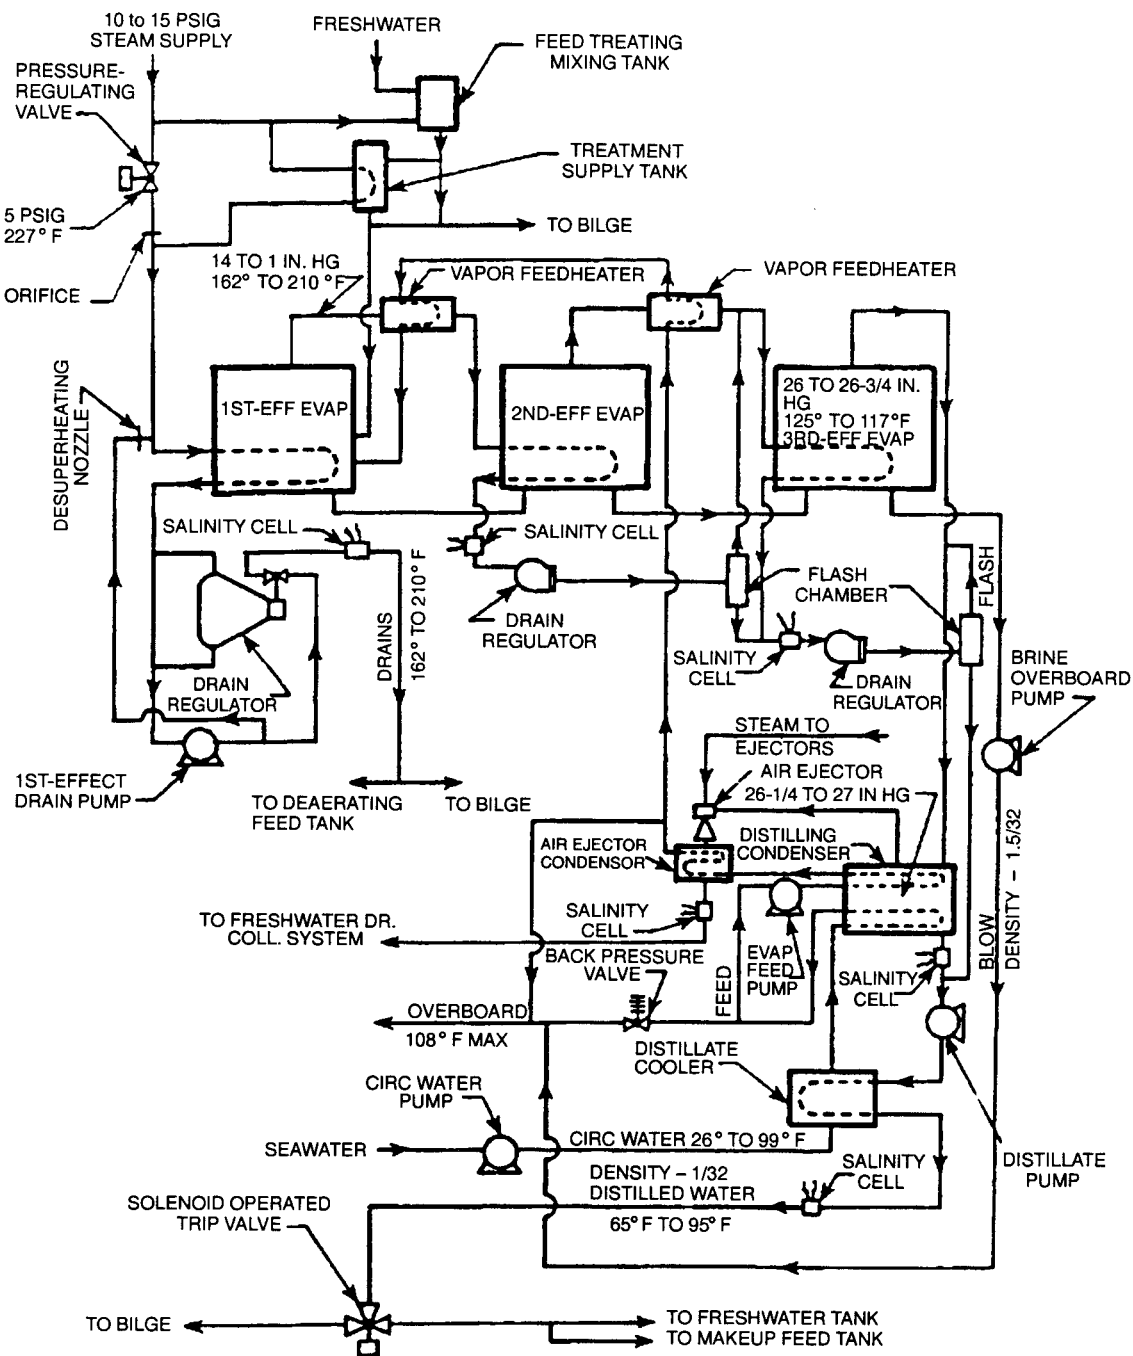 10 to 15 PSIG
STEAM SUPPLY
FRESHWATER
FEED TREATING
MIXING TANK
PRESSURE-
REGULATING
VALVE
TREATMENT
SUPPLY TANK
5 PSIG
227° F
TO BILGE
ORIFICE
14 TO 1 IN. HG
162° TO 210 °F
VAPOR FEEDHEATER
VAPOR FEEDHEATER
DESUPERHEATING
NOZZLE
1ST-EFF EVAP
2ND-EFF EVAP
26 TO 26-3/4 IN.
HG
125° TO 117°F
3RD-EFF EVAP
SALINITY CELL
SALINITY CELL
DRAINS
162° TO 210° F
DRAIN
REGULATOR
FLASH
CHAMBER
FLASH
DRAIN
REGULATOR
SALINITY
CELL
DRAIN
REGULATOR
BRINE
OVERBOARD
PUMP
1ST-EFFECT
DRAIN PUMP
TO DEAERATING
FEED TANK
TO BILGE
STEAM TO
EJECTORS
AIR EJECTOR
26-1/4 TO 27 IN HG
AIR EJECTOR
CONDENSOR
DISTILLING
CONDENSER
BLOW
DENSITY – 1.5/32
TO FRESHWATER DR.
COLL. SYSTEM
SALINITY
CELL
BACK PRESSURE
VALVE
FEED
EVAP
FEED
PUMP
SALINITY
CELL
OVERBOARD
108° F MAX
DISTILLATE
COOLER
CIRC WATER
PUMP
SEAWATER
CIRC WATER 26° TO 99° F
DISTILLATE
PUMP
DENSITY – 1/32
DISTILLED WATER
65° F TO 95° F
SALINITY
CELL
SOLENOID OPERATED
TRIP VALVE
TO BILGE
TO FRESHWATER TANK
TO MAKEUP FEED TANK